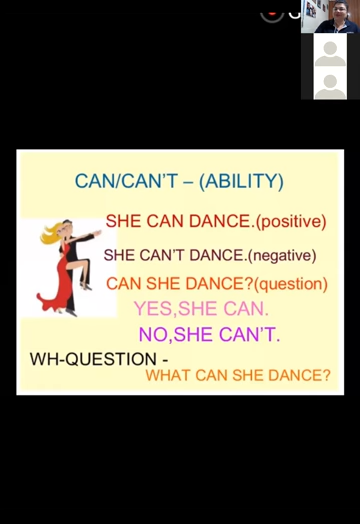 CAN/CAN'T – (ABILITY)
SHE CAN DANCE.(positive)
SHE CAN'T DANCE.(negative)
CAN SHE DANCE?(question)
YES,SHE CAN.
NO,SHE CAN'T.
WH-QUESTION -
WHAT CAN SHE DANCE?